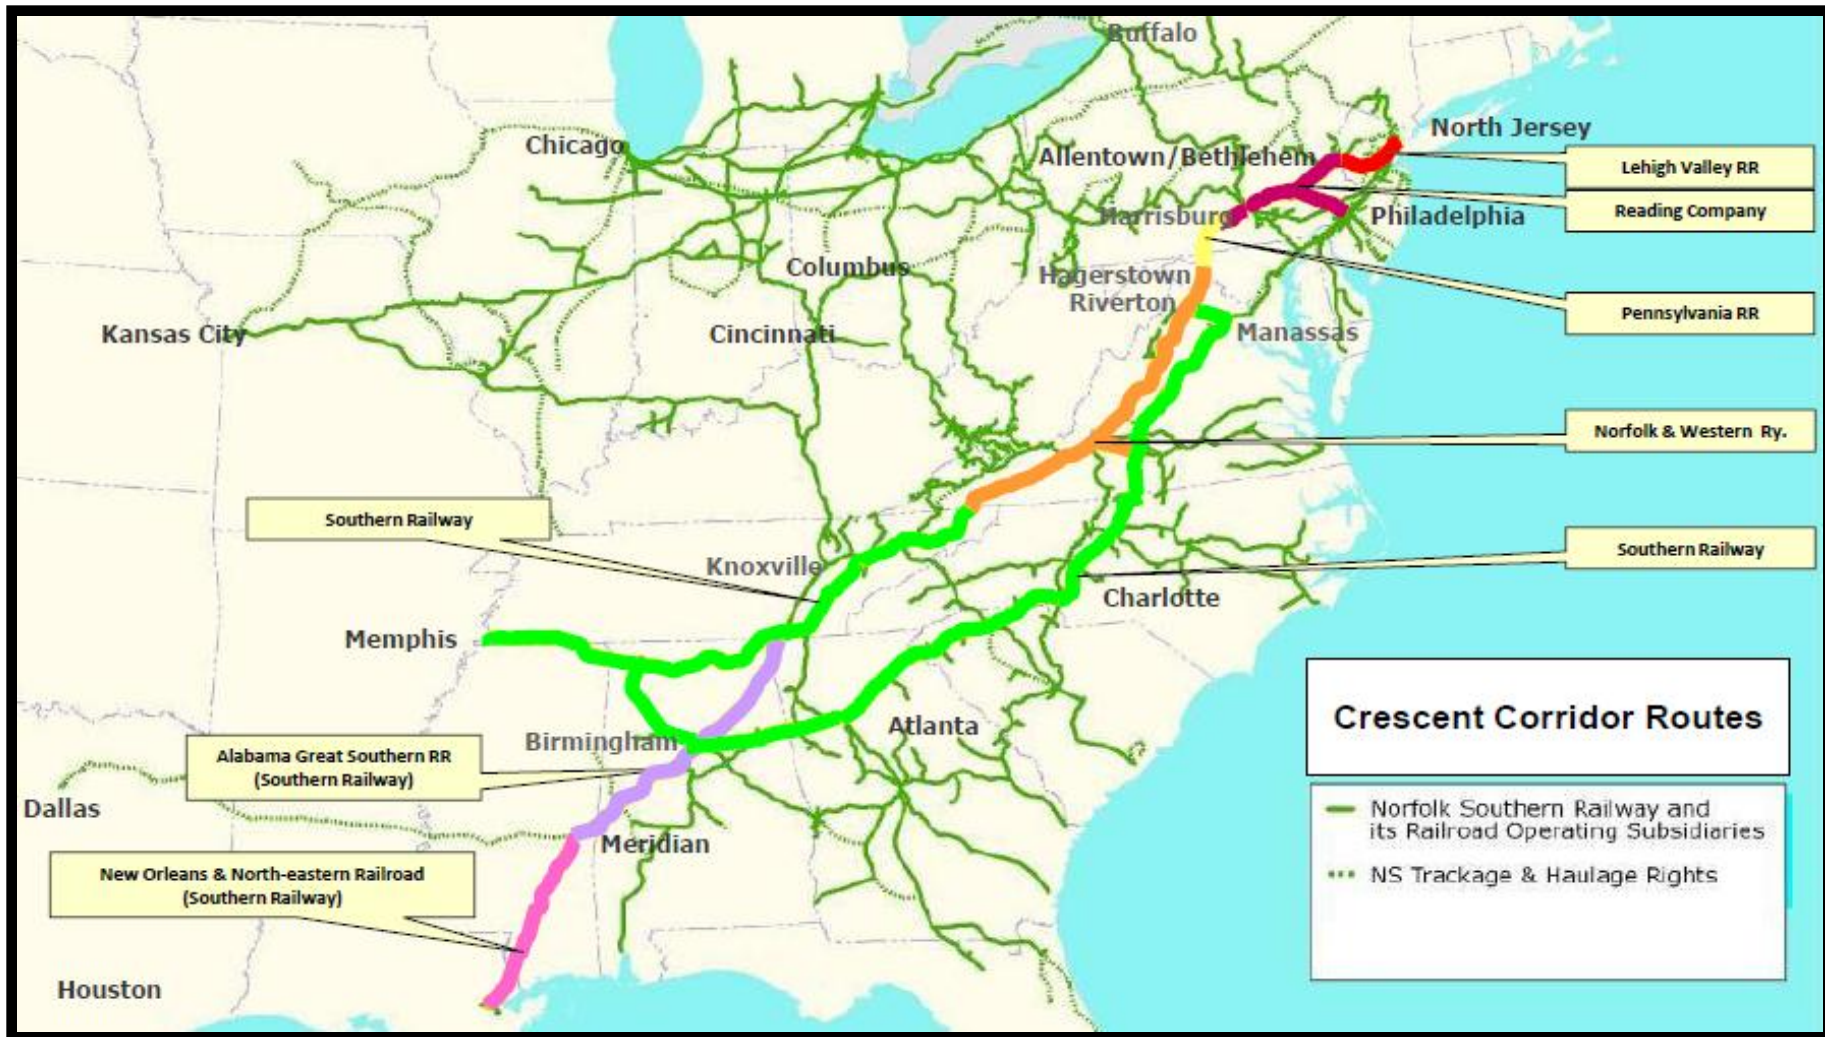 Buffalo
North Jersey
Chicago
Allentown/Bethlehem
Lehigh Valley RR
Reading Company
Harrisburg
Philadelphia
Columbus
Hagerstown
Riverton
Pennsylvania RR
Kansas City
Cincinnati
Manassas
Norfolk & Western Ry.
Southern Railway
Southern Railway
Knoxville
Charlotte
Memphis
Crescent Corridor Routes
Atlanta
Birmingham
Alabama Great Southern RR
(Southern Railway)
Dallas
Norfolk Southern Railway and
its Railroad Operating Subsidiaries
Meridian
NS Trackage & Haulage Rights
New Orleans & North-eastern Railroad
(Southern Railway)
Houston